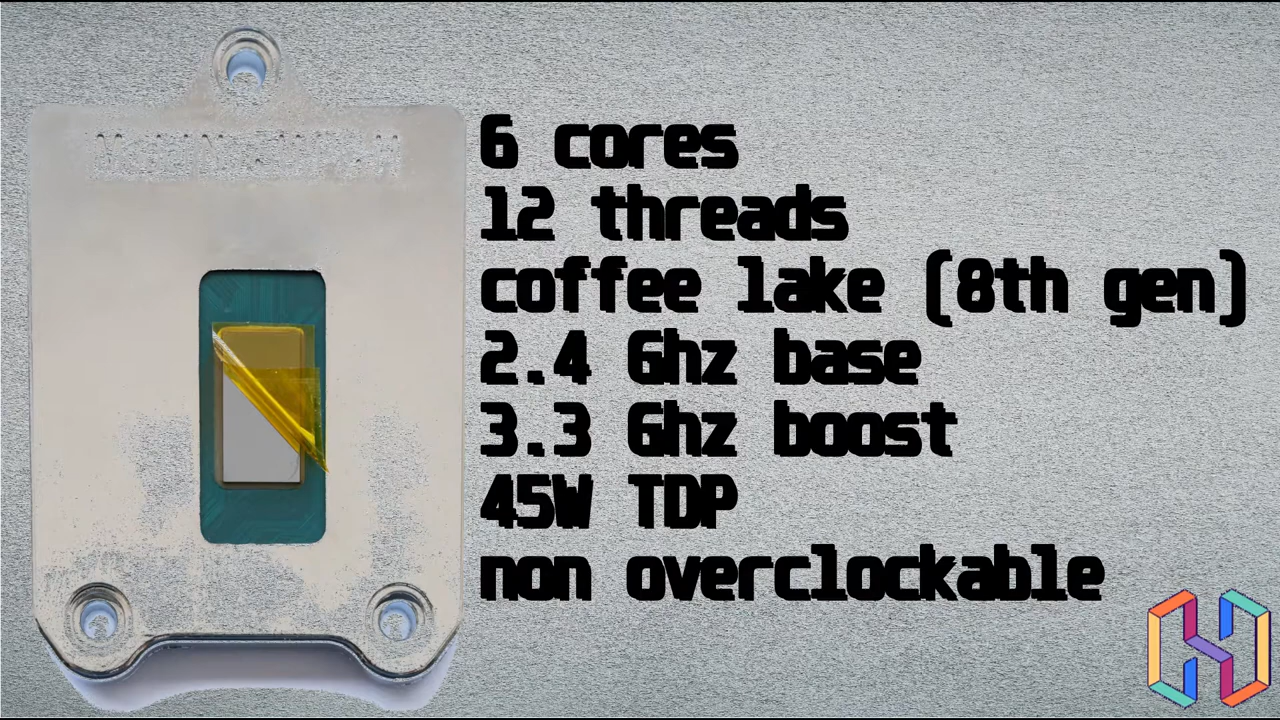 6 cores
12 threads
coffee lake (8th gen)
2.4 Ghz base
3.3 Ghz boost
45W TDP
non overclockable